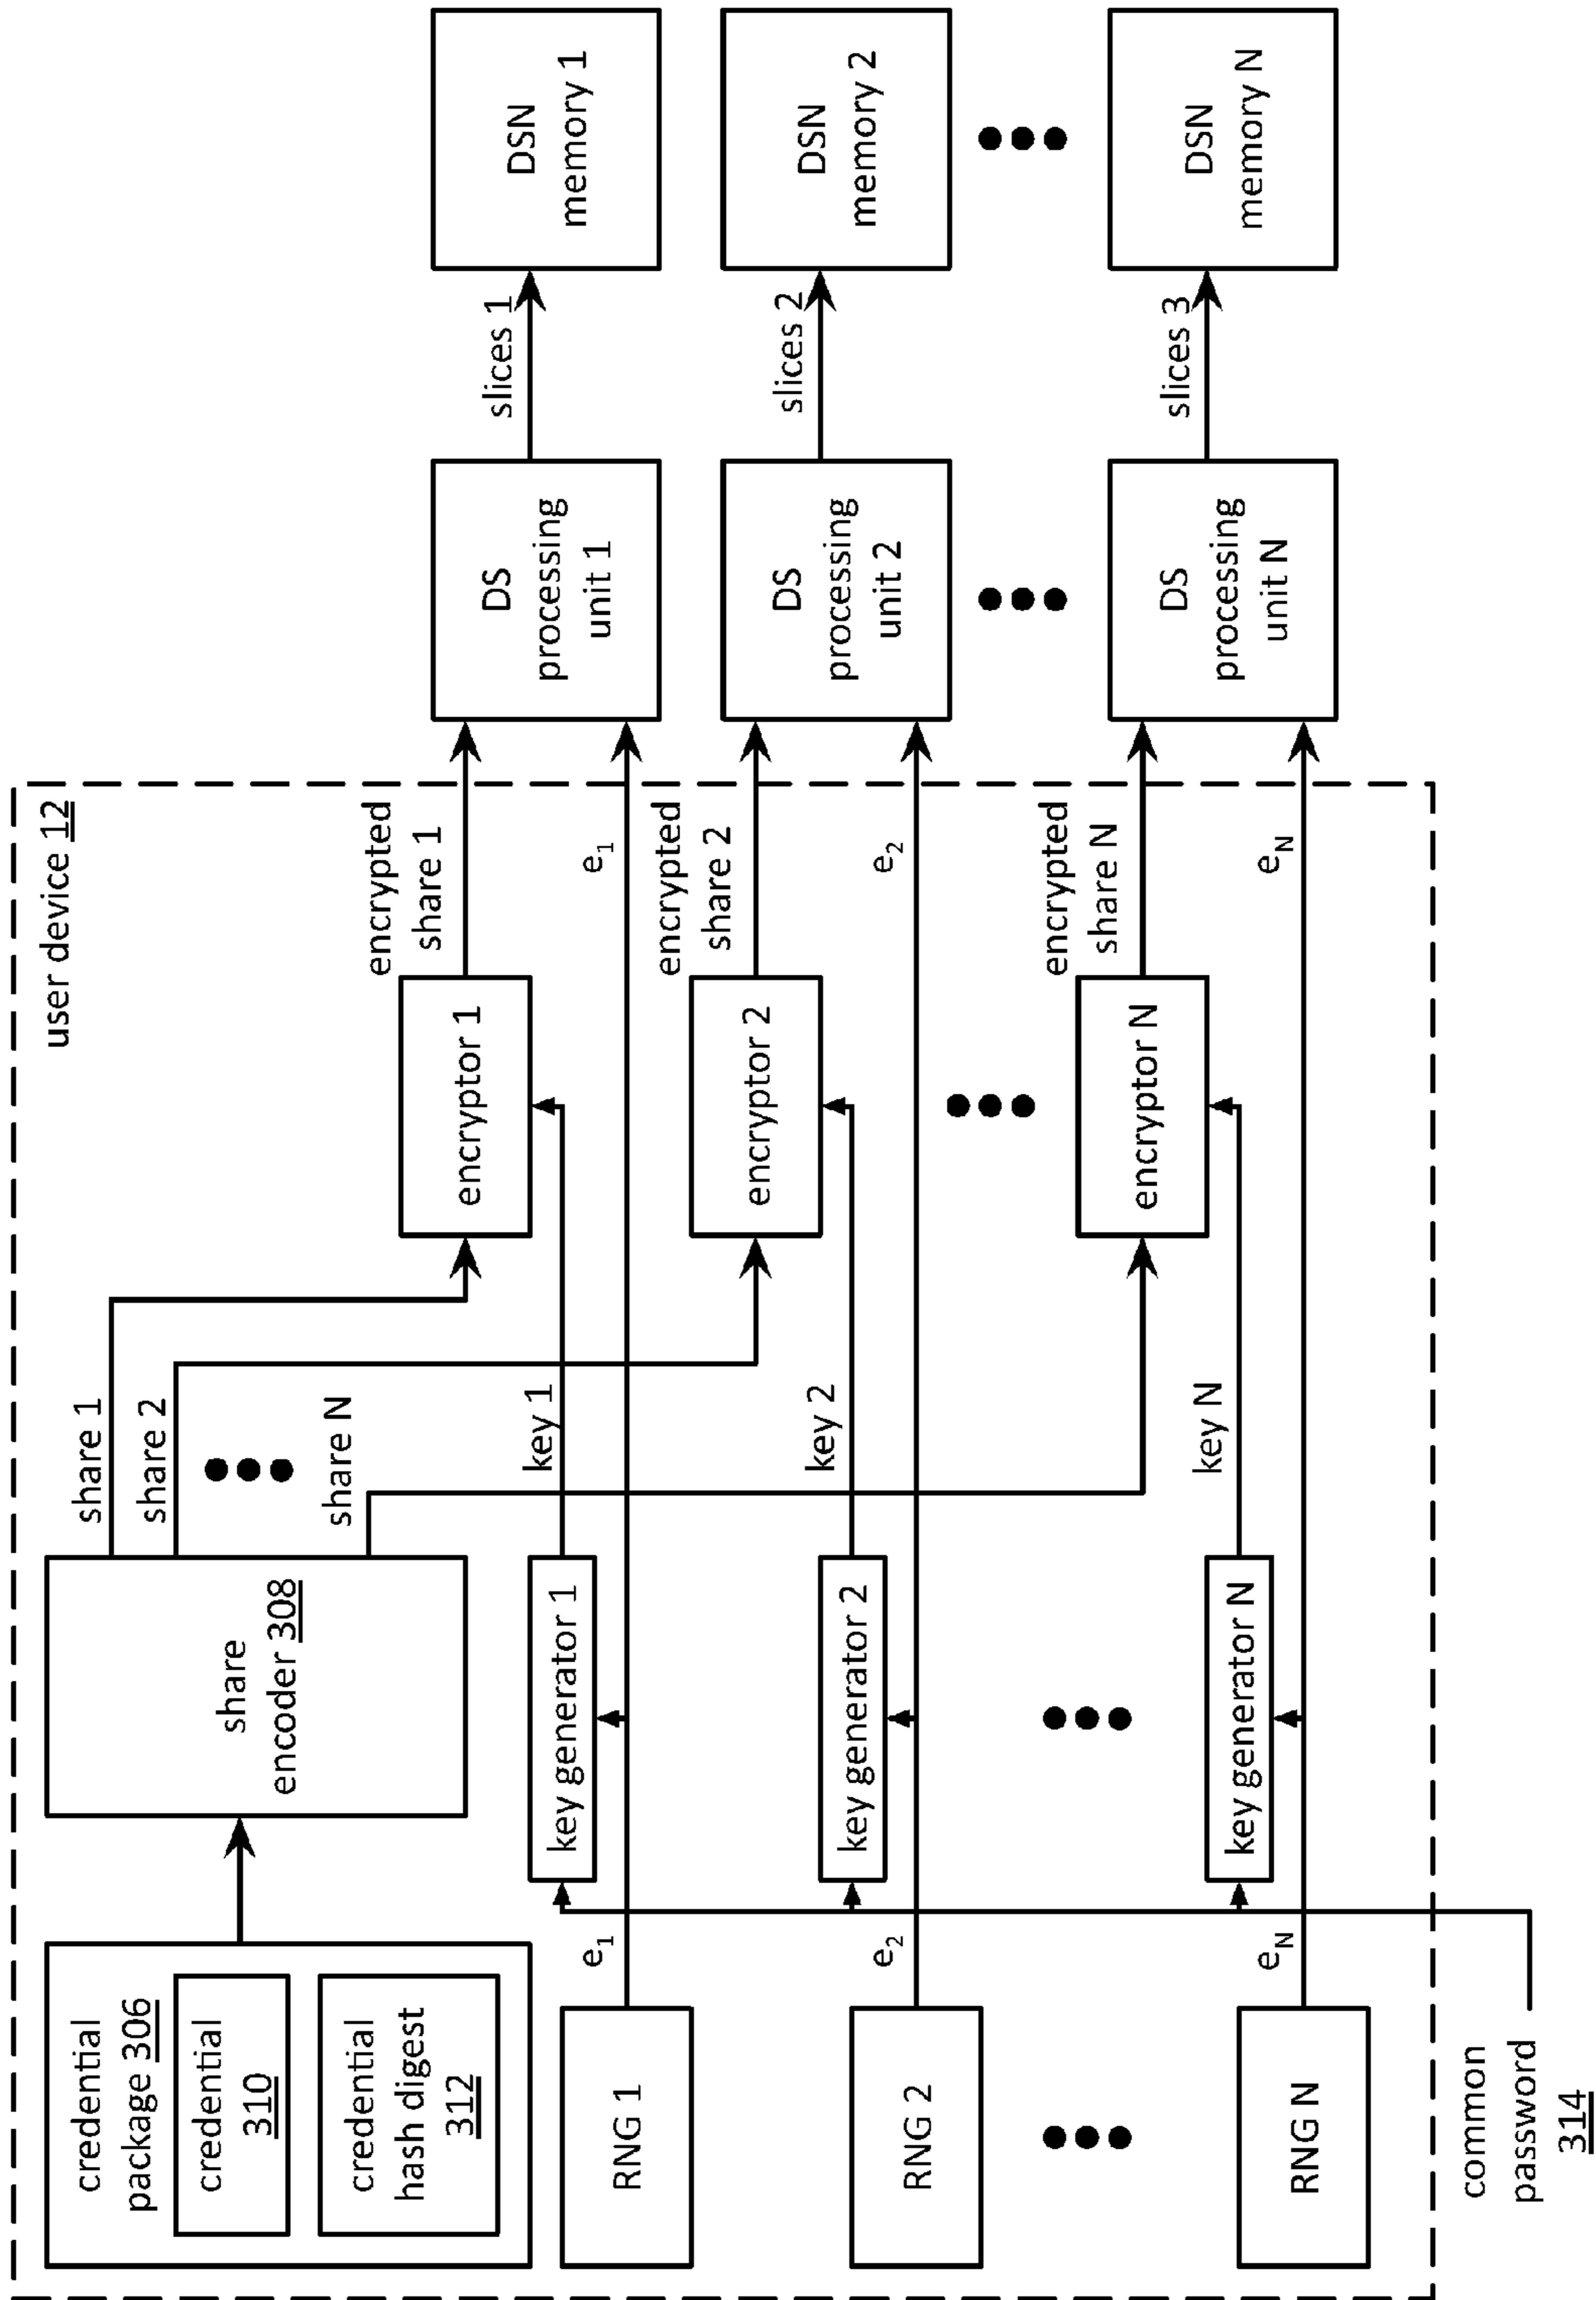 user device 12
credential
package 306
credential
310
credential
hash digest
312
share
encoder 308
share 1
share 2
share N
encryptor 1
encrypted
share 1
DS
processing
unit 1
slices 1
DSN
memory 1
RNG 1
e1
key generator 1
key 1
e1
encryptor 2
encrypted
share 2
DS
processing
unit 2
slices 2
DSN
memory 2
RNG 2
e2
key generator 2
key 2
e2
encryptor N
encrypted
share N
DS
processing
unit N
slices 3
DSN
memory N
RNG N
eN
key generator N
key N
eN
common
password
314